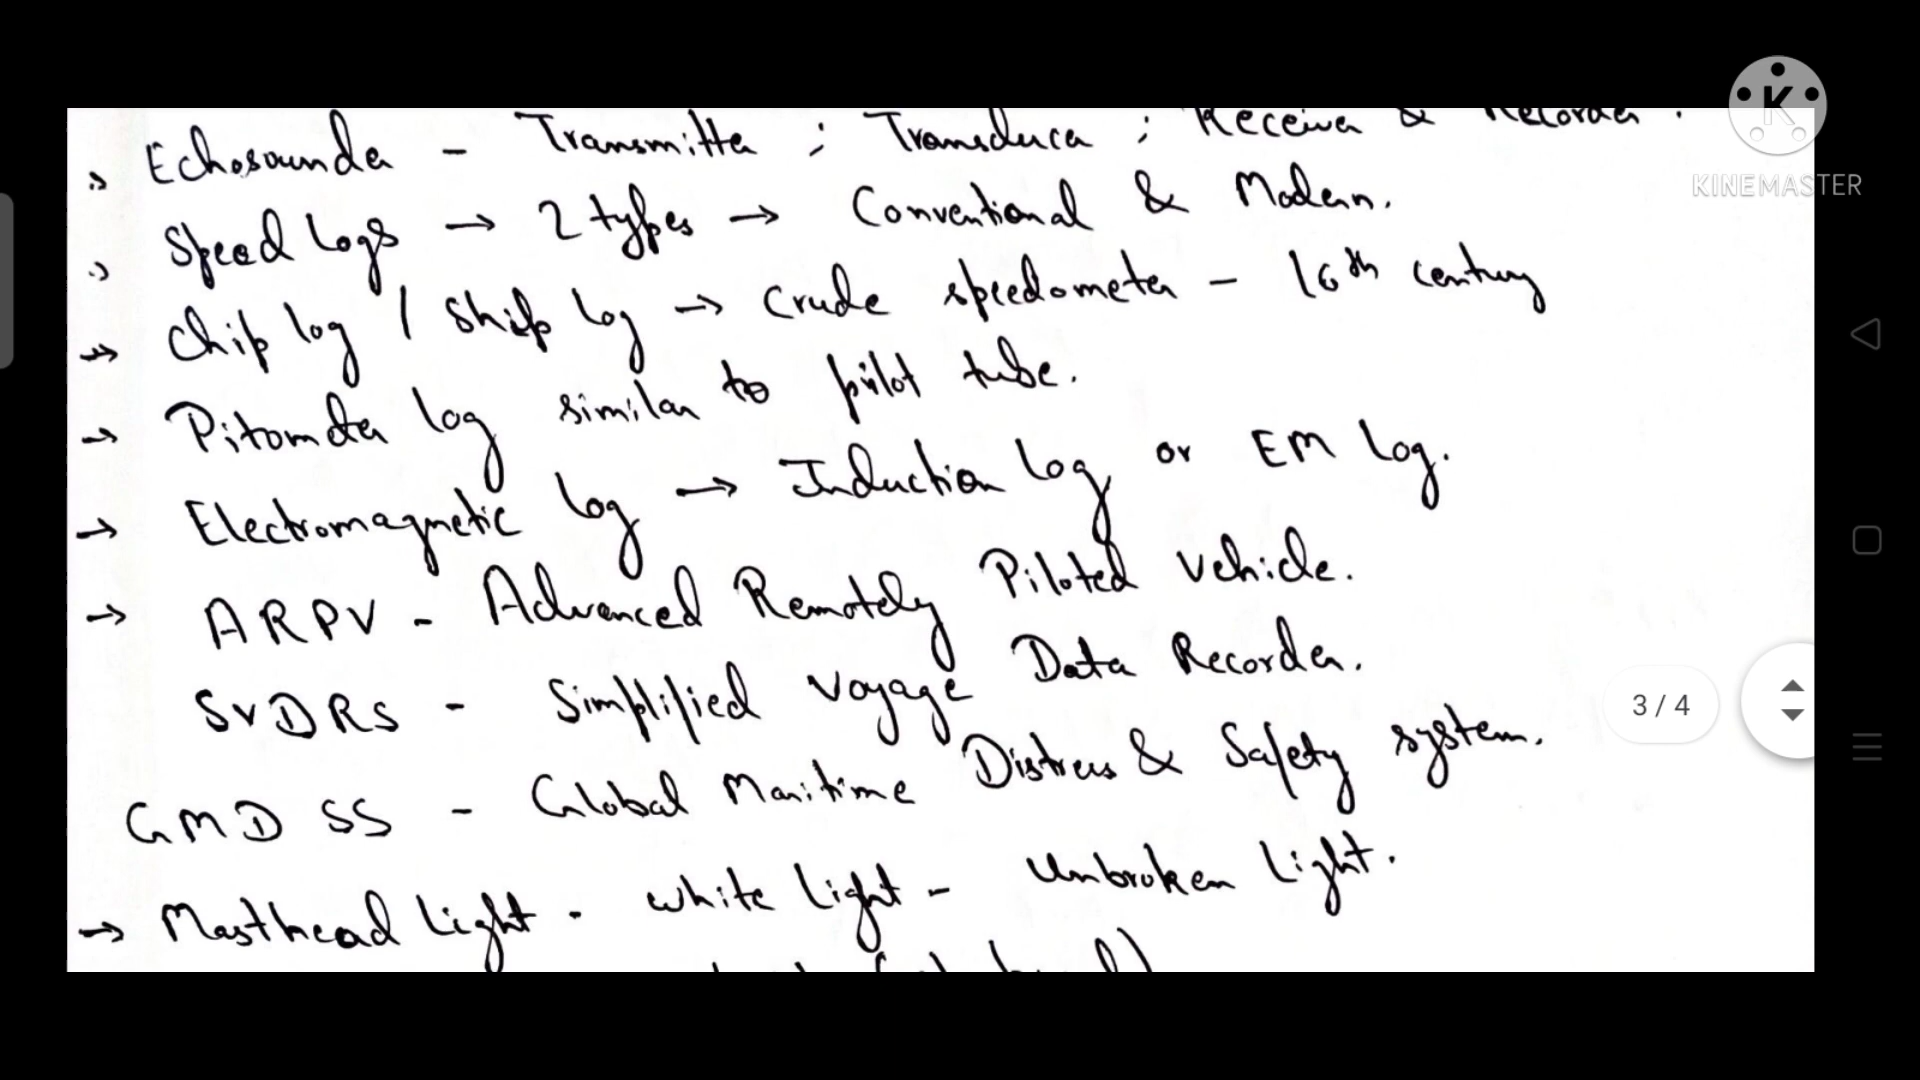 Echosounder - Transmitter ; Transducer ; Receiver & Recorder .
Speed Logs → 2 types → Conventional & Modern.
→ Chip log / Ship log → Crude speedometer - 16th century
→ Pitometer log similar to pilot tube.
→ Electromagnetic log → Induction log or EM log.
→ ARPV - Advanced Remotely Piloted Vehicle.
SVDRS - Simplified Voyage Data Recorder.
GMDSS - Global Maritime Distress & Safety system.
→ Masthead Light - White light - Unbroken Light.
KINEMASTER
3 / 4